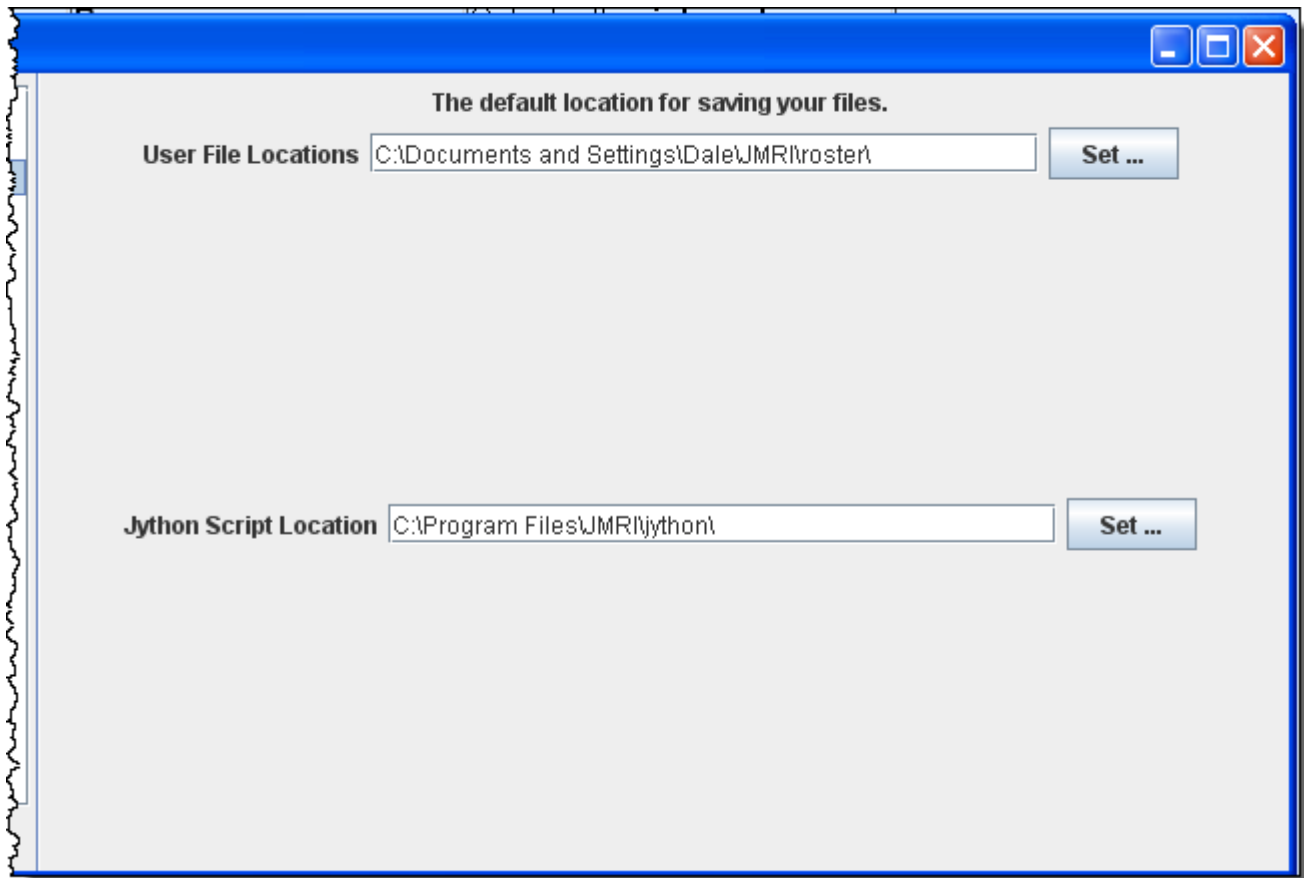 The default location for saving your files.
User File Locations C:\Documents and Settings\Dale\JMRI\roster\ Set ...
Jython Script Location C:\Program Files\JMRI\jython\ Set ...